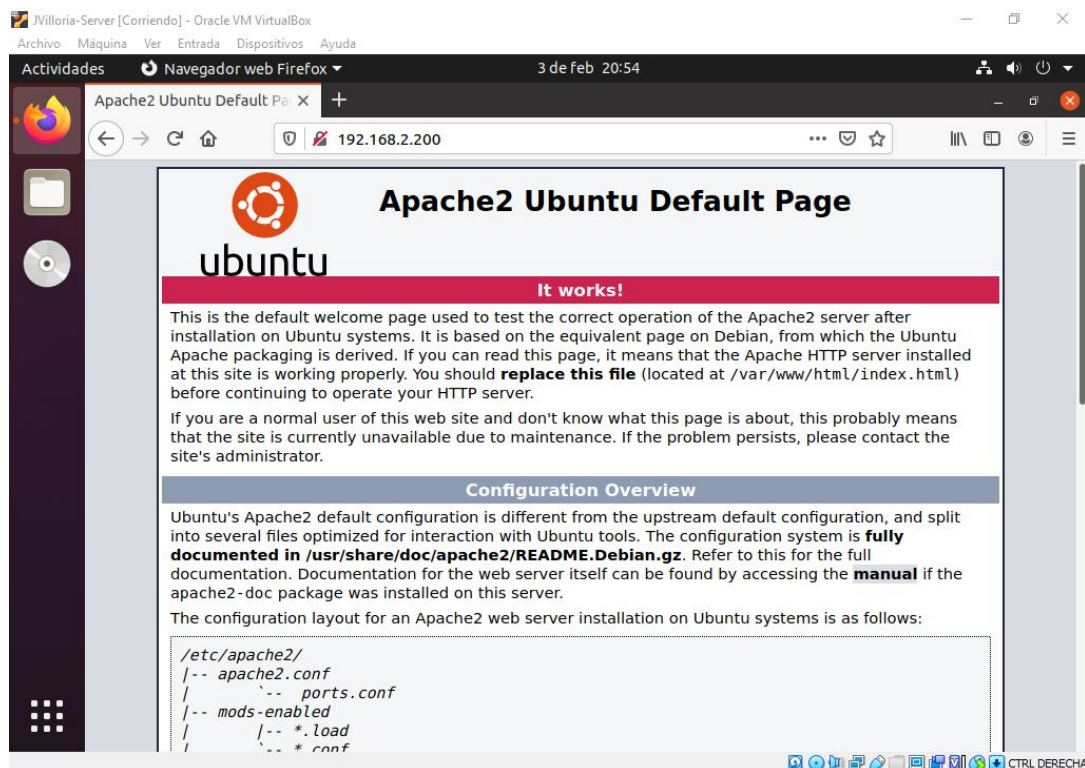 JVilloria-Server [Corriendo] - Oracle VM VirtualBox
Archivo Máquina Ver Entrada Dispositivos Ayuda
Actividades Navegador web Firefox 3 de feb 20:54
Apache2 Ubuntu Default Pa
192.168.2.200
ubuntu
Apache2 Ubuntu Default Page
It works!
This is the default welcome page used to test the correct operation of the Apache2 server after
installation on Ubuntu systems. It is based on the equivalent page on Debian, from which the Ubuntu
Apache packaging is derived. If you can read this page, it means that the Apache HTTP server installed
at this site is working properly. You should replace this file (located at /var/www/html/index.html)
before continuing to operate your HTTP server.
If you are a normal user of this web site and don't know what this page is about, this probably means
that the site is currently unavailable due to maintenance. If the problem persists, please contact the
site's administrator.
Configuration Overview
Ubuntu's Apache2 default configuration is different from the upstream default configuration, and split
into several files optimized for interaction with Ubuntu tools. The configuration system is fully
documented in /usr/share/doc/apache2/README.Debian.gz. Refer to this for the full
documentation. Documentation for the web server itself can be found by accessing the manual if the
apache2-doc package was installed on this server.
The configuration layout for an Apache2 web server installation on Ubuntu systems is as follows:
/etc/apache2/
|-- apache2.conf
|       `--  ports.conf
|-- mods-enabled
|       |-- *.load
|       `-- *.conf
CTRL DERECHA